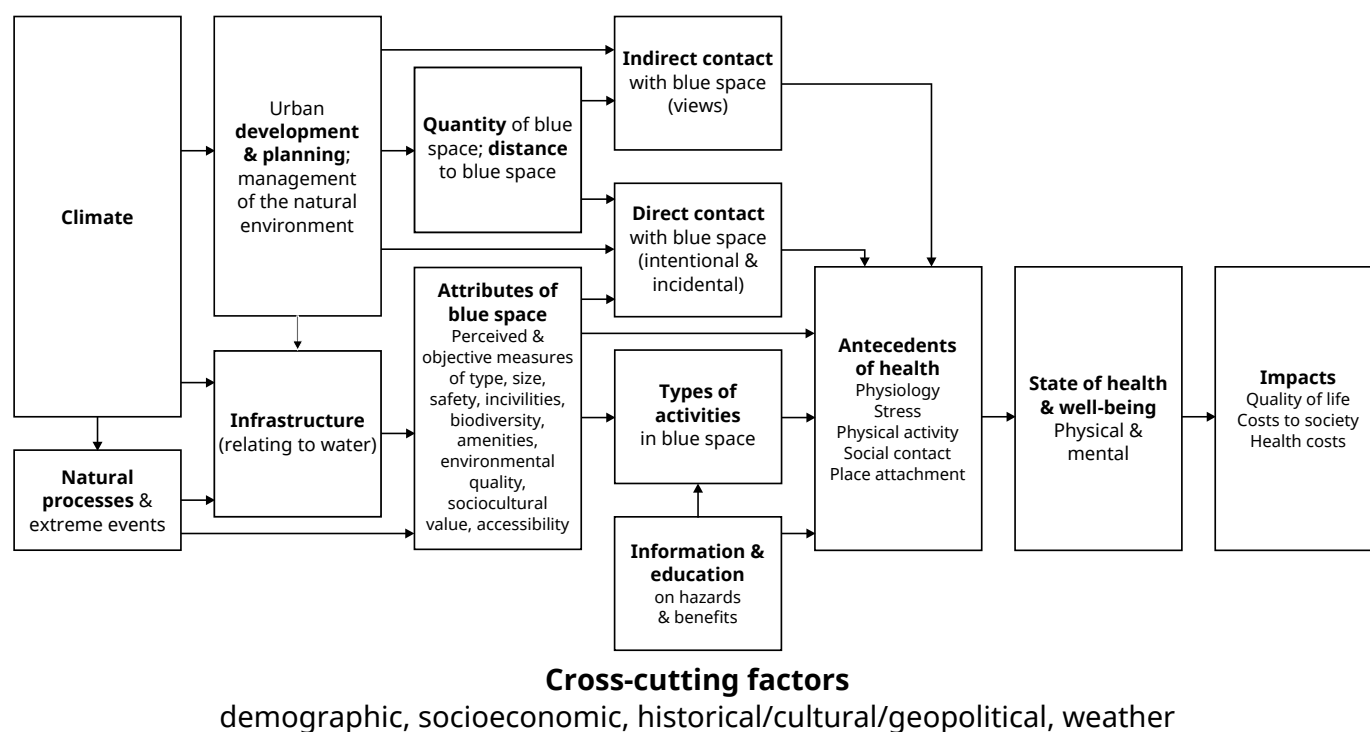 Climate
Natural
processes &
extreme events
Urban
development
& planning;
management
of the natural
environment
Infrastructure
(relating to water)
Quantity of blue
space; distance
to blue space
Attributes of
blue space
Perceived &
objective measures
of type, size,
safety, incivilities,
biodiversity,
amenities,
environmental
quality,
sociocultural
value, accessibility
Indirect contact
with blue space
(views)
Direct contact
with blue space
(intentional &
incidental)
Types of
activities
in blue space
Information &
education
on hazards
& benefits
Antecedents
of health
Physiology
Stress
Physical activity
Social contact
Place attachment
State of health
& well-being
Physical &
mental
Impacts
Quality of life
Costs to society
Health costs
Cross-cutting factors
demographic, socioeconomic, historical/cultural/geopolitical, weather